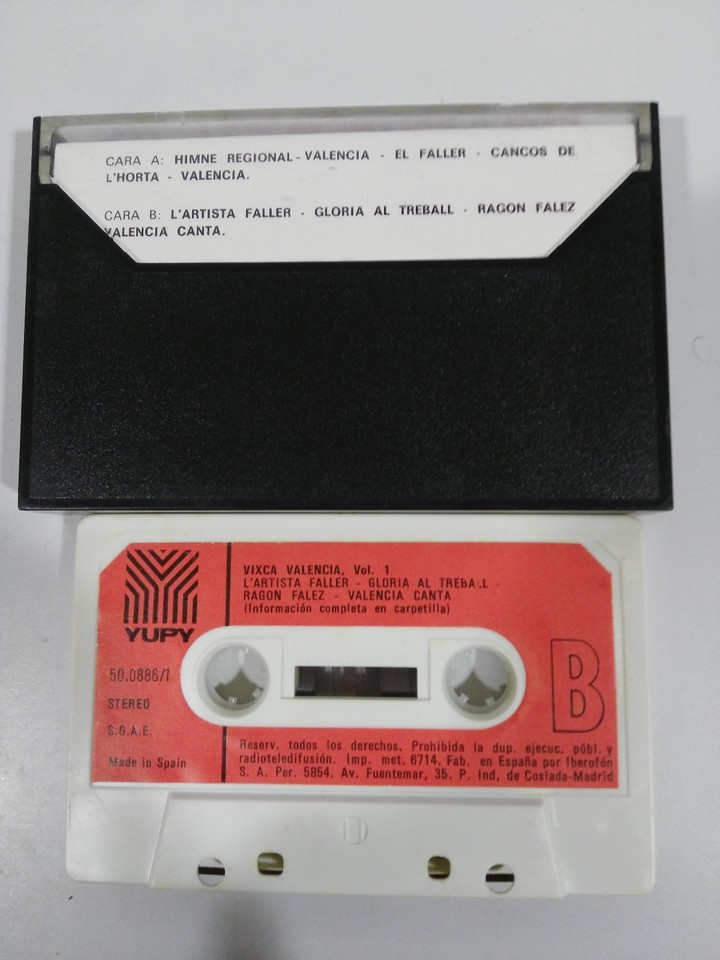 CARA A: HIMNE REGIONAL-VALENCIA - EL FALLER - CANCOS DE
L'HORTA - VALENCIA.
CARA B: L'ARTISTA FALLER - GLORIA AL TREBALL - RAGON FALEZ
VALENCIA CANTA.
YUPY
VIXCA VALENCIA, Vol. 1
L'ARTISTA FALLER - GLORIA AL TREBALL -
RAGON FALEZ - VALENCIA CANTA
(Información completa en carpetilla)
50.0886/1
STEREO
S.G.A.E.
Made in Spain
B
Reserv. todos los derechos. Prohibida la dup. ejecuc. públ. y
radioteledifusión. Imp. met. 6714. Fab. en España por Iberofón
S. A. Per. 5854. Av. Fuentemar, 35. P. Ind, de Coslada-Madrid